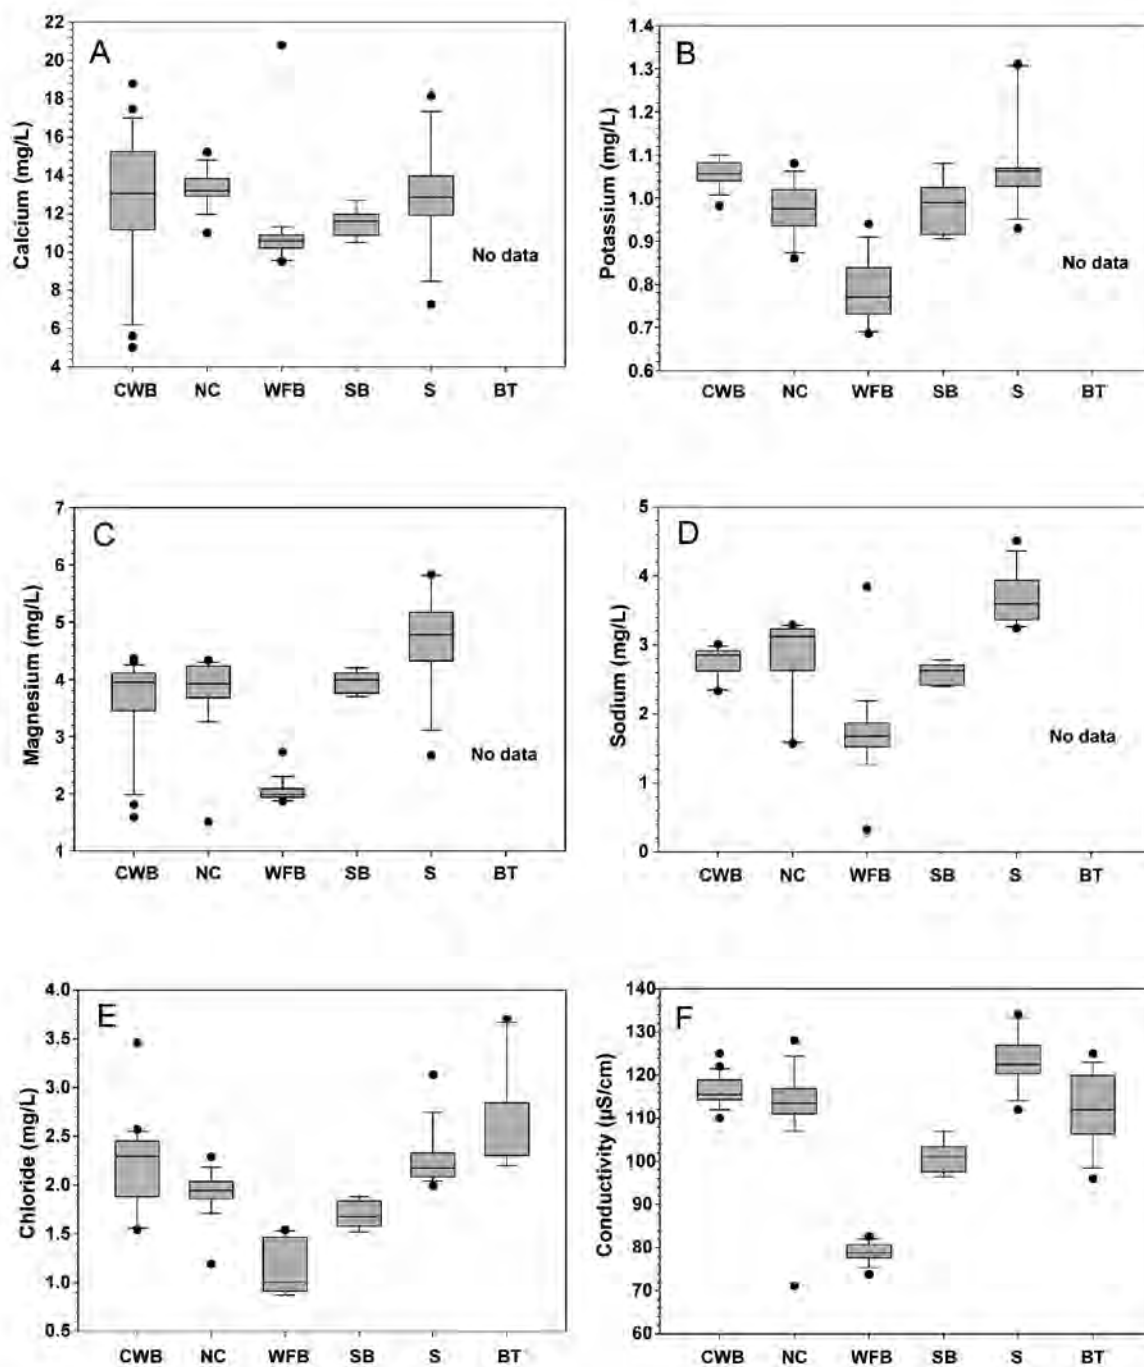 A
Calcium (mg/L)
22
20
18
16
14
12
10
8
6
4
No data
CWB NC WFB SB S BT
B
Potassium (mg/L)
1.4
1.3
1.2
1.1
1.0
0.9
0.8
0.7
0.6
No data
CWB NC WFB SB S BT
C
Magnesium (mg/L)
7
6
5
4
3
2
1
No data
CWB NC WFB SB S BT
D
Sodium (mg/L)
5
4
3
2
1
0
No data
CWB NC WFB SB S BT
E
Chloride (mg/L)
4.0
3.5
3.0
2.5
2.0
1.5
1.0
0.5
CWB NC WFB SB S BT
F
Conductivity (µS/cm)
140
130
120
110
100
90
80
70
60
CWB NC WFB SB S BT